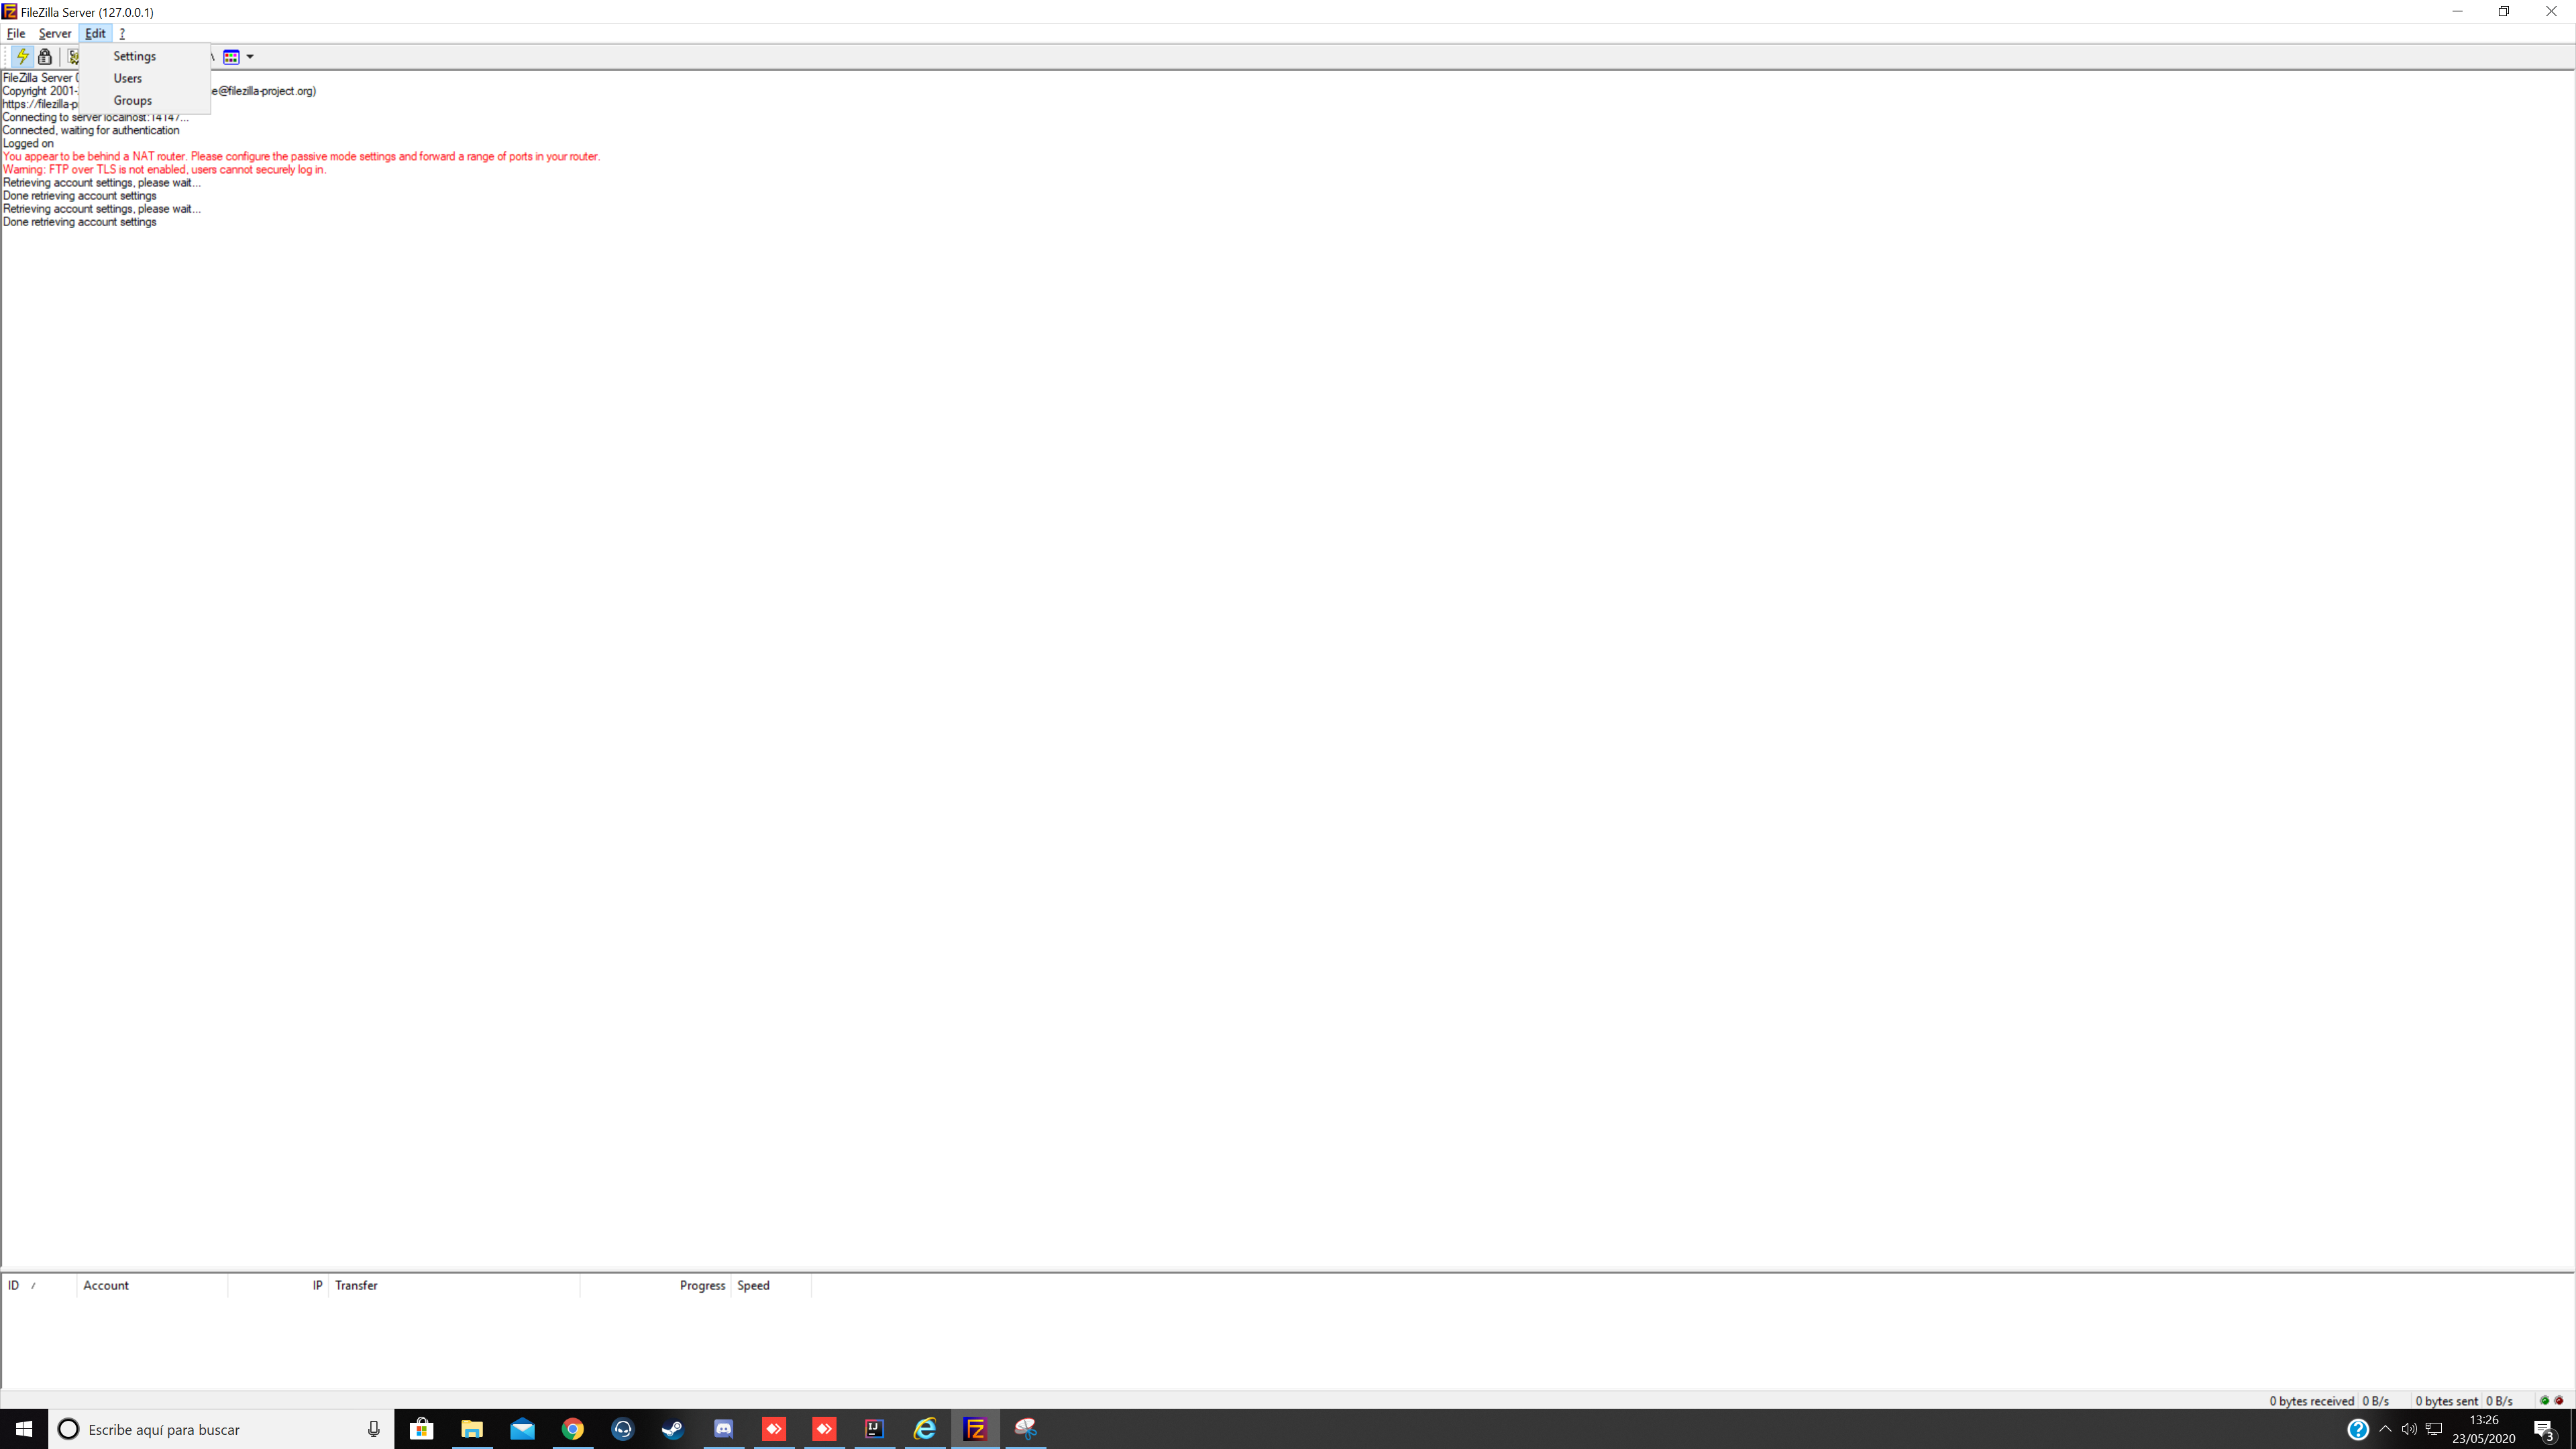 FileZilla Server (127.0.0.1)
File Server Edit ?
Settings
Users
Groups
FileZilla Server
Copyright 2001- e@filezilla-project.org)
https://filezilla-p
Connecting to server localhost:14147...
Connected, waiting for authentication
Logged on
You appear to be behind a NAT router. Please configure the passive mode settings and forward a range of ports in your router.
Warning: FTP over TLS is not enabled, users cannot securely log in.
Retrieving account settings, please wait...
Done retrieving account settings
Retrieving account settings, please wait...
Done retrieving account settings
ID / Account IP Transfer Progress Speed
0 bytes received 0 B/s 0 bytes sent 0 B/s
Escribe aquí para buscar
13:26
23/05/2020
3